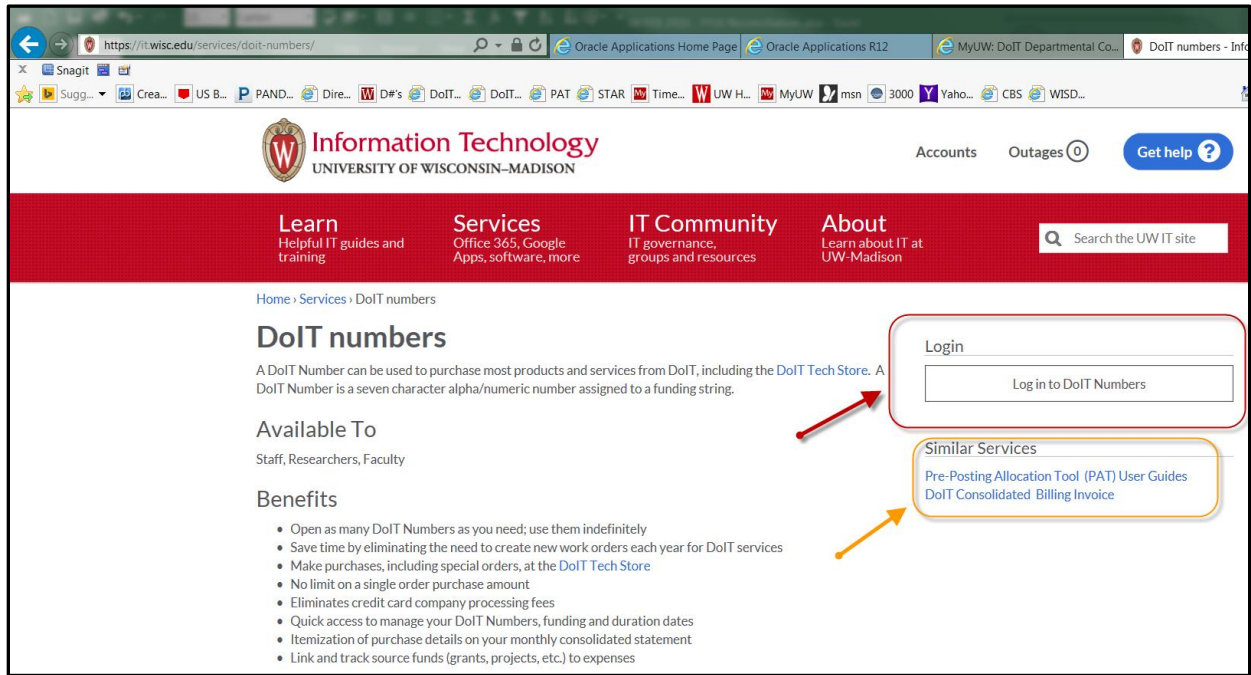 https://it.wisc.edu/services/doit-numbers/
Oracle Applications Home Page
Oracle Applications R12
MyUW: DoIT Departmental Co...
DoIT numbers - Info
x Snagit
Sugg... Crea... US B... PAND... Dire... D#'s DoIT... DoIT... PAT STAR Time... UW H... MyUW msn 3000 Yaho... CBS WISD...
Information Technology
UNIVERSITY OF WISCONSIN–MADISON
Accounts Outages 0 Get help ?
Learn
Helpful IT guides and
training
Services
Office 365, Google
Apps, software, more
IT Community
IT governance,
groups and resources
About
Learn about IT at
UW-Madison
Search the UW IT site
Home › Services › DoIT numbers
DoIT numbers
A DoIT Number can be used to purchase most products and services from DoIT, including the DoIT Tech Store. A
DoIT Number is a seven character alpha/numeric number assigned to a funding string.
Available To
Staff, Researchers, Faculty
Benefits
• Open as many DoIT Numbers as you need; use them indefinitely
• Save time by eliminating the need to create new work orders each year for DoIT services
• Make purchases, including special orders, at the DoIT Tech Store
• No limit on a single order purchase amount
• Eliminates credit card company processing fees
• Quick access to manage your DoIT Numbers, funding and duration dates
• Itemization of purchase details on your monthly consolidated statement
• Link and track source funds (grants, projects, etc.) to expenses
Login
Log in to DoIT Numbers
Similar Services
Pre-Posting Allocation Tool (PAT) User Guides
DoIT Consolidated Billing Invoice